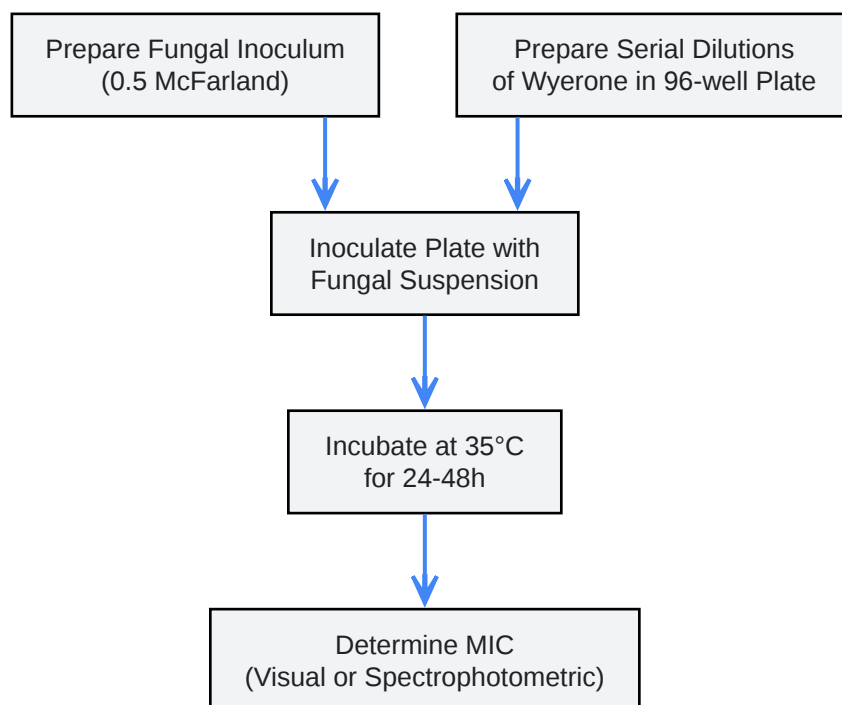 Prepare Fungal Inoculum
(0.5 McFarland)
Prepare Serial Dilutions
of Wyerone in 96-well Plate
Inoculate Plate with
Fungal Suspension
Incubate at 35°C
for 24-48h
Determine MIC
(Visual or Spectrophotometric)